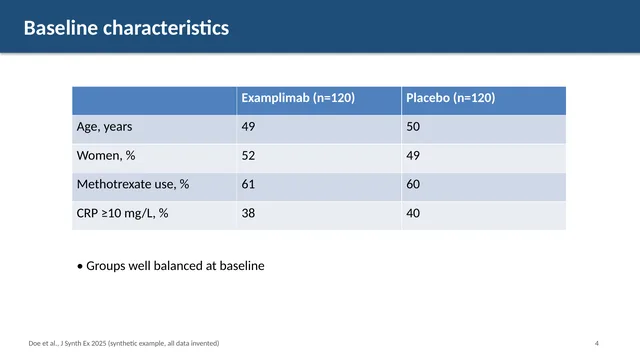 Baseline characteristics
Examplimab (n=120) Placebo (n=120)
Age, years 49 50
Women, % 52 49
Methotrexate use, % 61 60
CRP ≥10 mg/L, % 38 40
• Groups well balanced at baseline
Doe et al., J Synth Ex 2025 (synthetic example, all data invented) 4